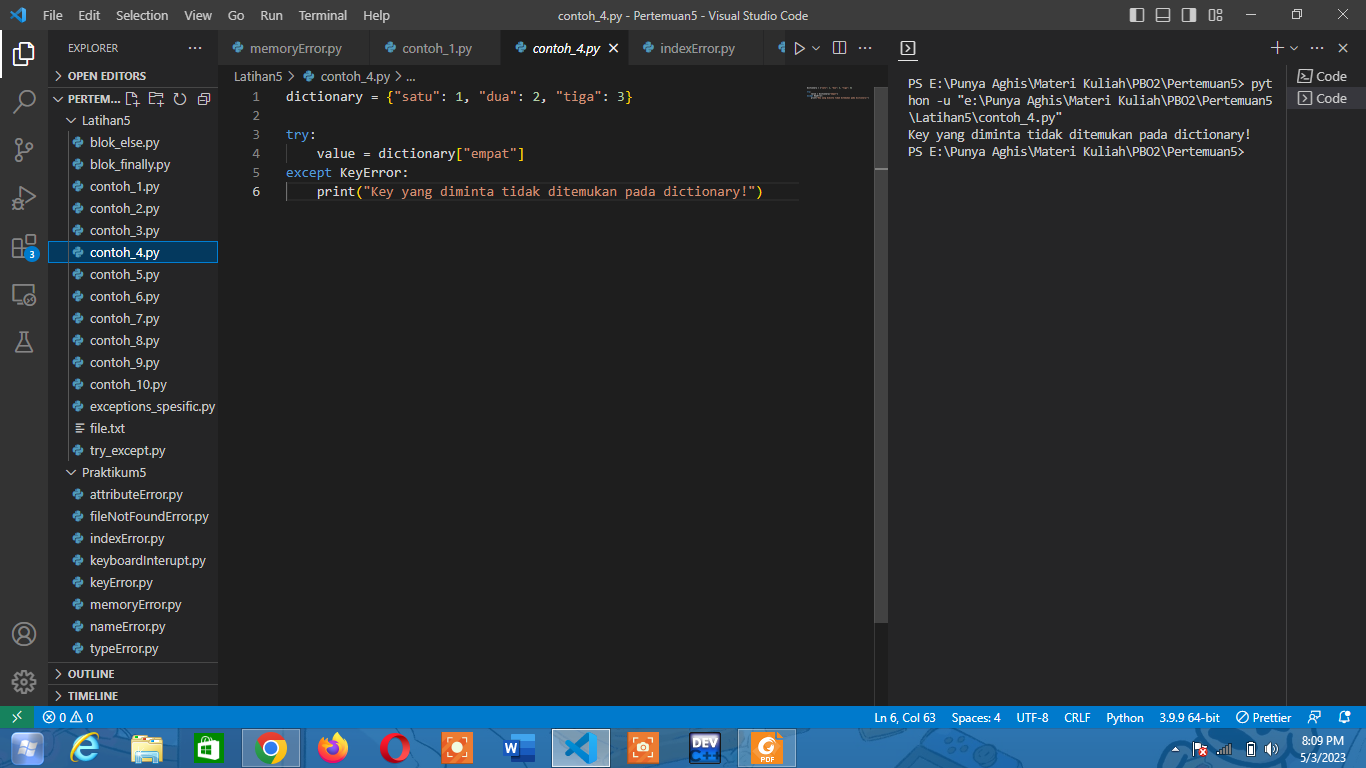 File Edit Selection View Go Run Terminal Help contoh_4.py - Pertemuan5 - Visual Studio Code
EXPLORER
OPEN EDITORS
PERTEM...
Latihan5
blok_else.py
blok_finally.py
contoh_1.py
contoh_2.py
contoh_3.py
contoh_4.py
contoh_5.py
contoh_6.py
contoh_7.py
contoh_8.py
contoh_9.py
contoh_10.py
exceptions_spesific.py
file.txt
try_except.py
Praktikum5
attributeError.py
fileNotFoundError.py
indexError.py
keyboardInterupt.py
keyError.py
memoryError.py
nameError.py
typeError.py
OUTLINE
TIMELINE
3
memoryError.py contoh_1.py contoh_4.py indexError.py
Latihan5 > contoh_4.py > ...
1 dictionary = {"satu": 1, "dua": 2, "tiga": 3}
2
3 try:
4     value = dictionary["empat"]
5 except KeyError:
6     print("Key yang diminta tidak ditemukan pada dictionary!")
PS E:\Punya Aghis\Materi Kuliah\PBO2\Pertemuan5> pyt
hon -u "e:\Punya Aghis\Materi Kuliah\PBO2\Pertemuan5
\Latihan5\contoh_4.py"
Key yang diminta tidak ditemukan pada dictionary!
PS E:\Punya Aghis\Materi Kuliah\PBO2\Pertemuan5>
Code
Code
0 0 Ln 6, Col 63 Spaces: 4 UTF-8 CRLF Python 3.9.9 64-bit Prettier
W
DEV
C++
PDF
8:09 PM
5/3/2023